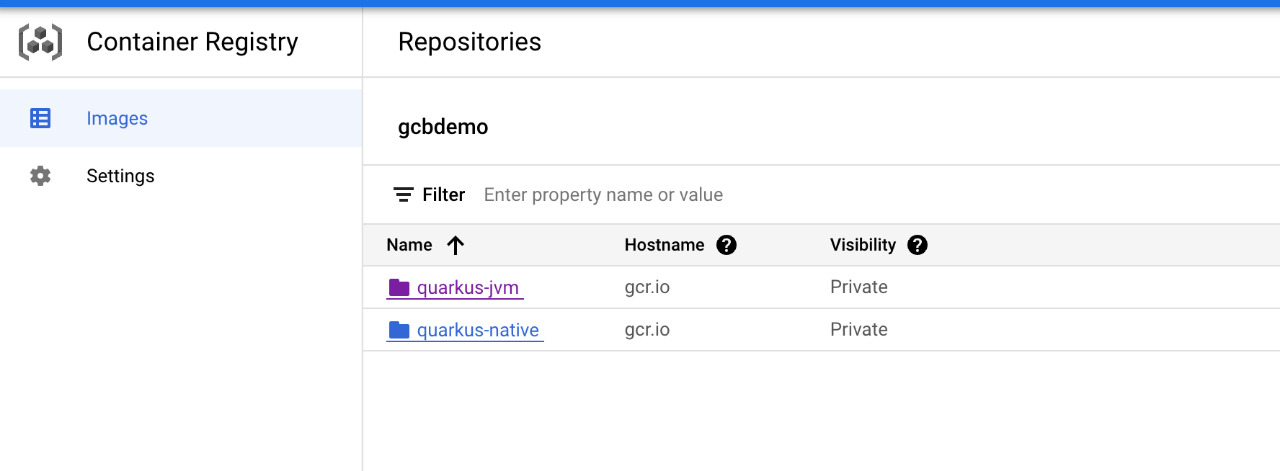 Container Registry
Repositories
Images
Settings
gcbdemo
Filter Enter property name or value
Name Hostname ? Visibility ?
quarkus-jvm gcr.io Private
quarkus-native gcr.io Private